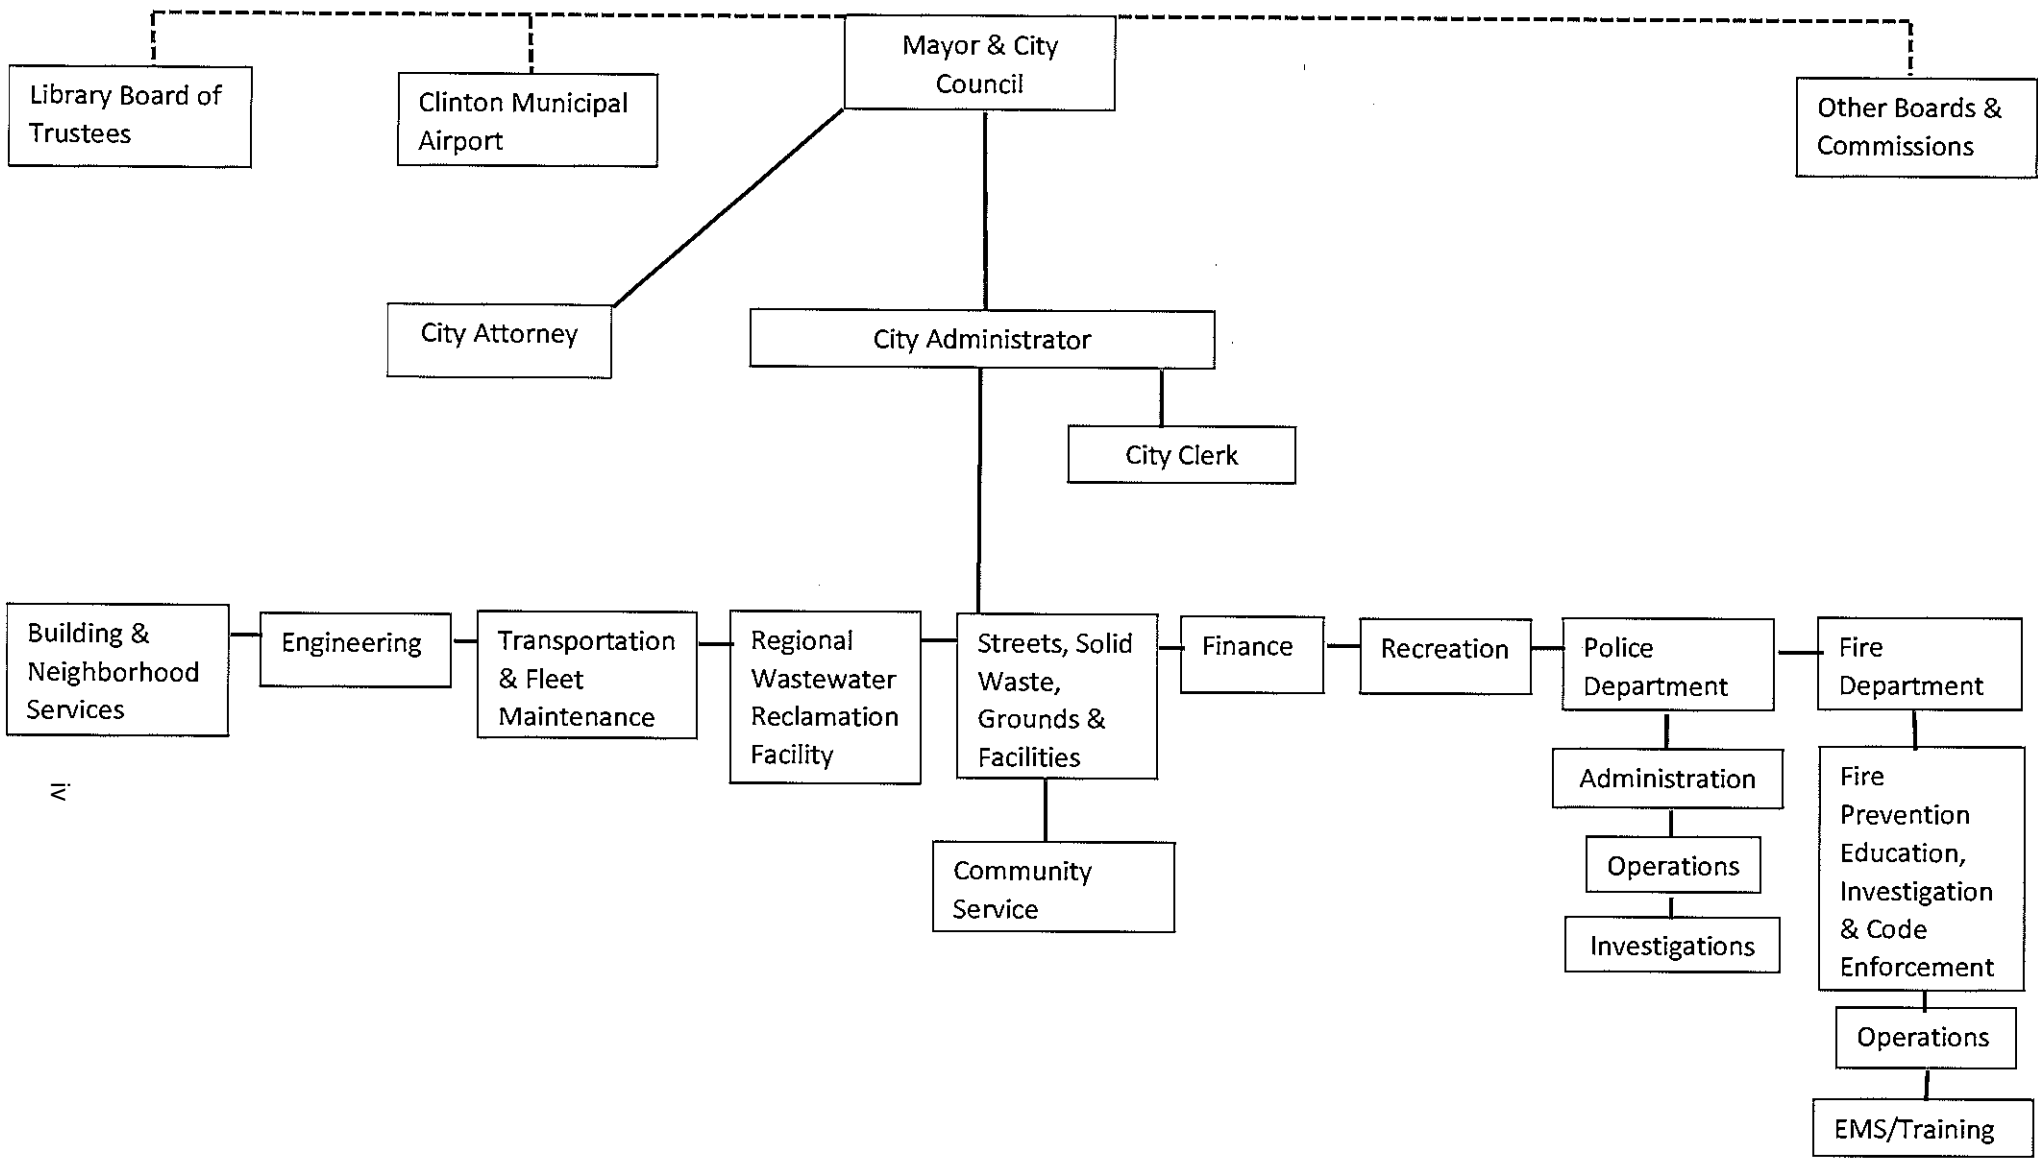 Mayor & City
Council
Library Board of
Trustees
Clinton Municipal
Airport
Other Boards &
Commissions
City Attorney
City Administrator
City Clerk
Building &
Neighborhood
Services
Engineering
Transportation
& Fleet
Maintenance
Regional
Wastewater
Reclamation
Facility
Streets, Solid
Waste,
Grounds &
Facilities
Finance
Recreation
Police
Department
Fire
Department
Community
Service
Administration
Operations
Investigations
Fire
Prevention
Education,
Investigation
& Code
Enforcement
Operations
EMS/Training
iv